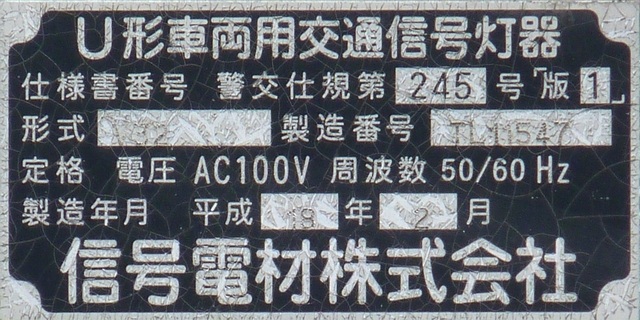 U形車両用交通信号灯器
仕様書番号 警交仕規第 245 号「版 1」
形式 製造番号
定格 電圧 AC100V 周波数 50/60 Hz
製造年月 平成 19 年 2 月
信号電材株式会社